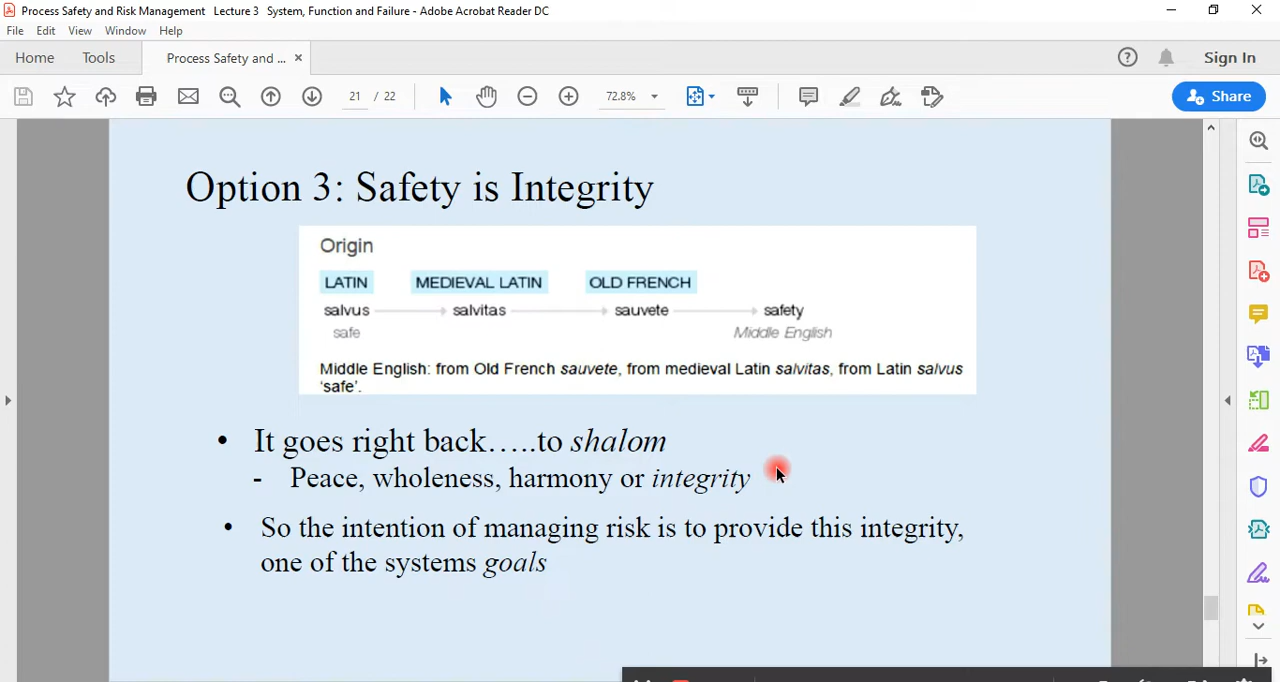 Process Safety and Risk Management Lecture 3 System, Function and Failure - Adobe Acrobat Reader DC
File Edit View Window Help
Home Tools Process Safety and ... × Sign In
21 / 22 72.8% Share
Option 3: Safety is Integrity
Origin
LATIN MEDIEVAL LATIN OLD FRENCH
salvus salvitas sauvete safety
safe Middle English
Middle English: from Old French sauvete, from medieval Latin salvitas, from Latin salvus
‘safe’.
• It goes right back…..to shalom
- Peace, wholeness, harmony or integrity
• So the intention of managing risk is to provide this integrity,
one of the systems goals